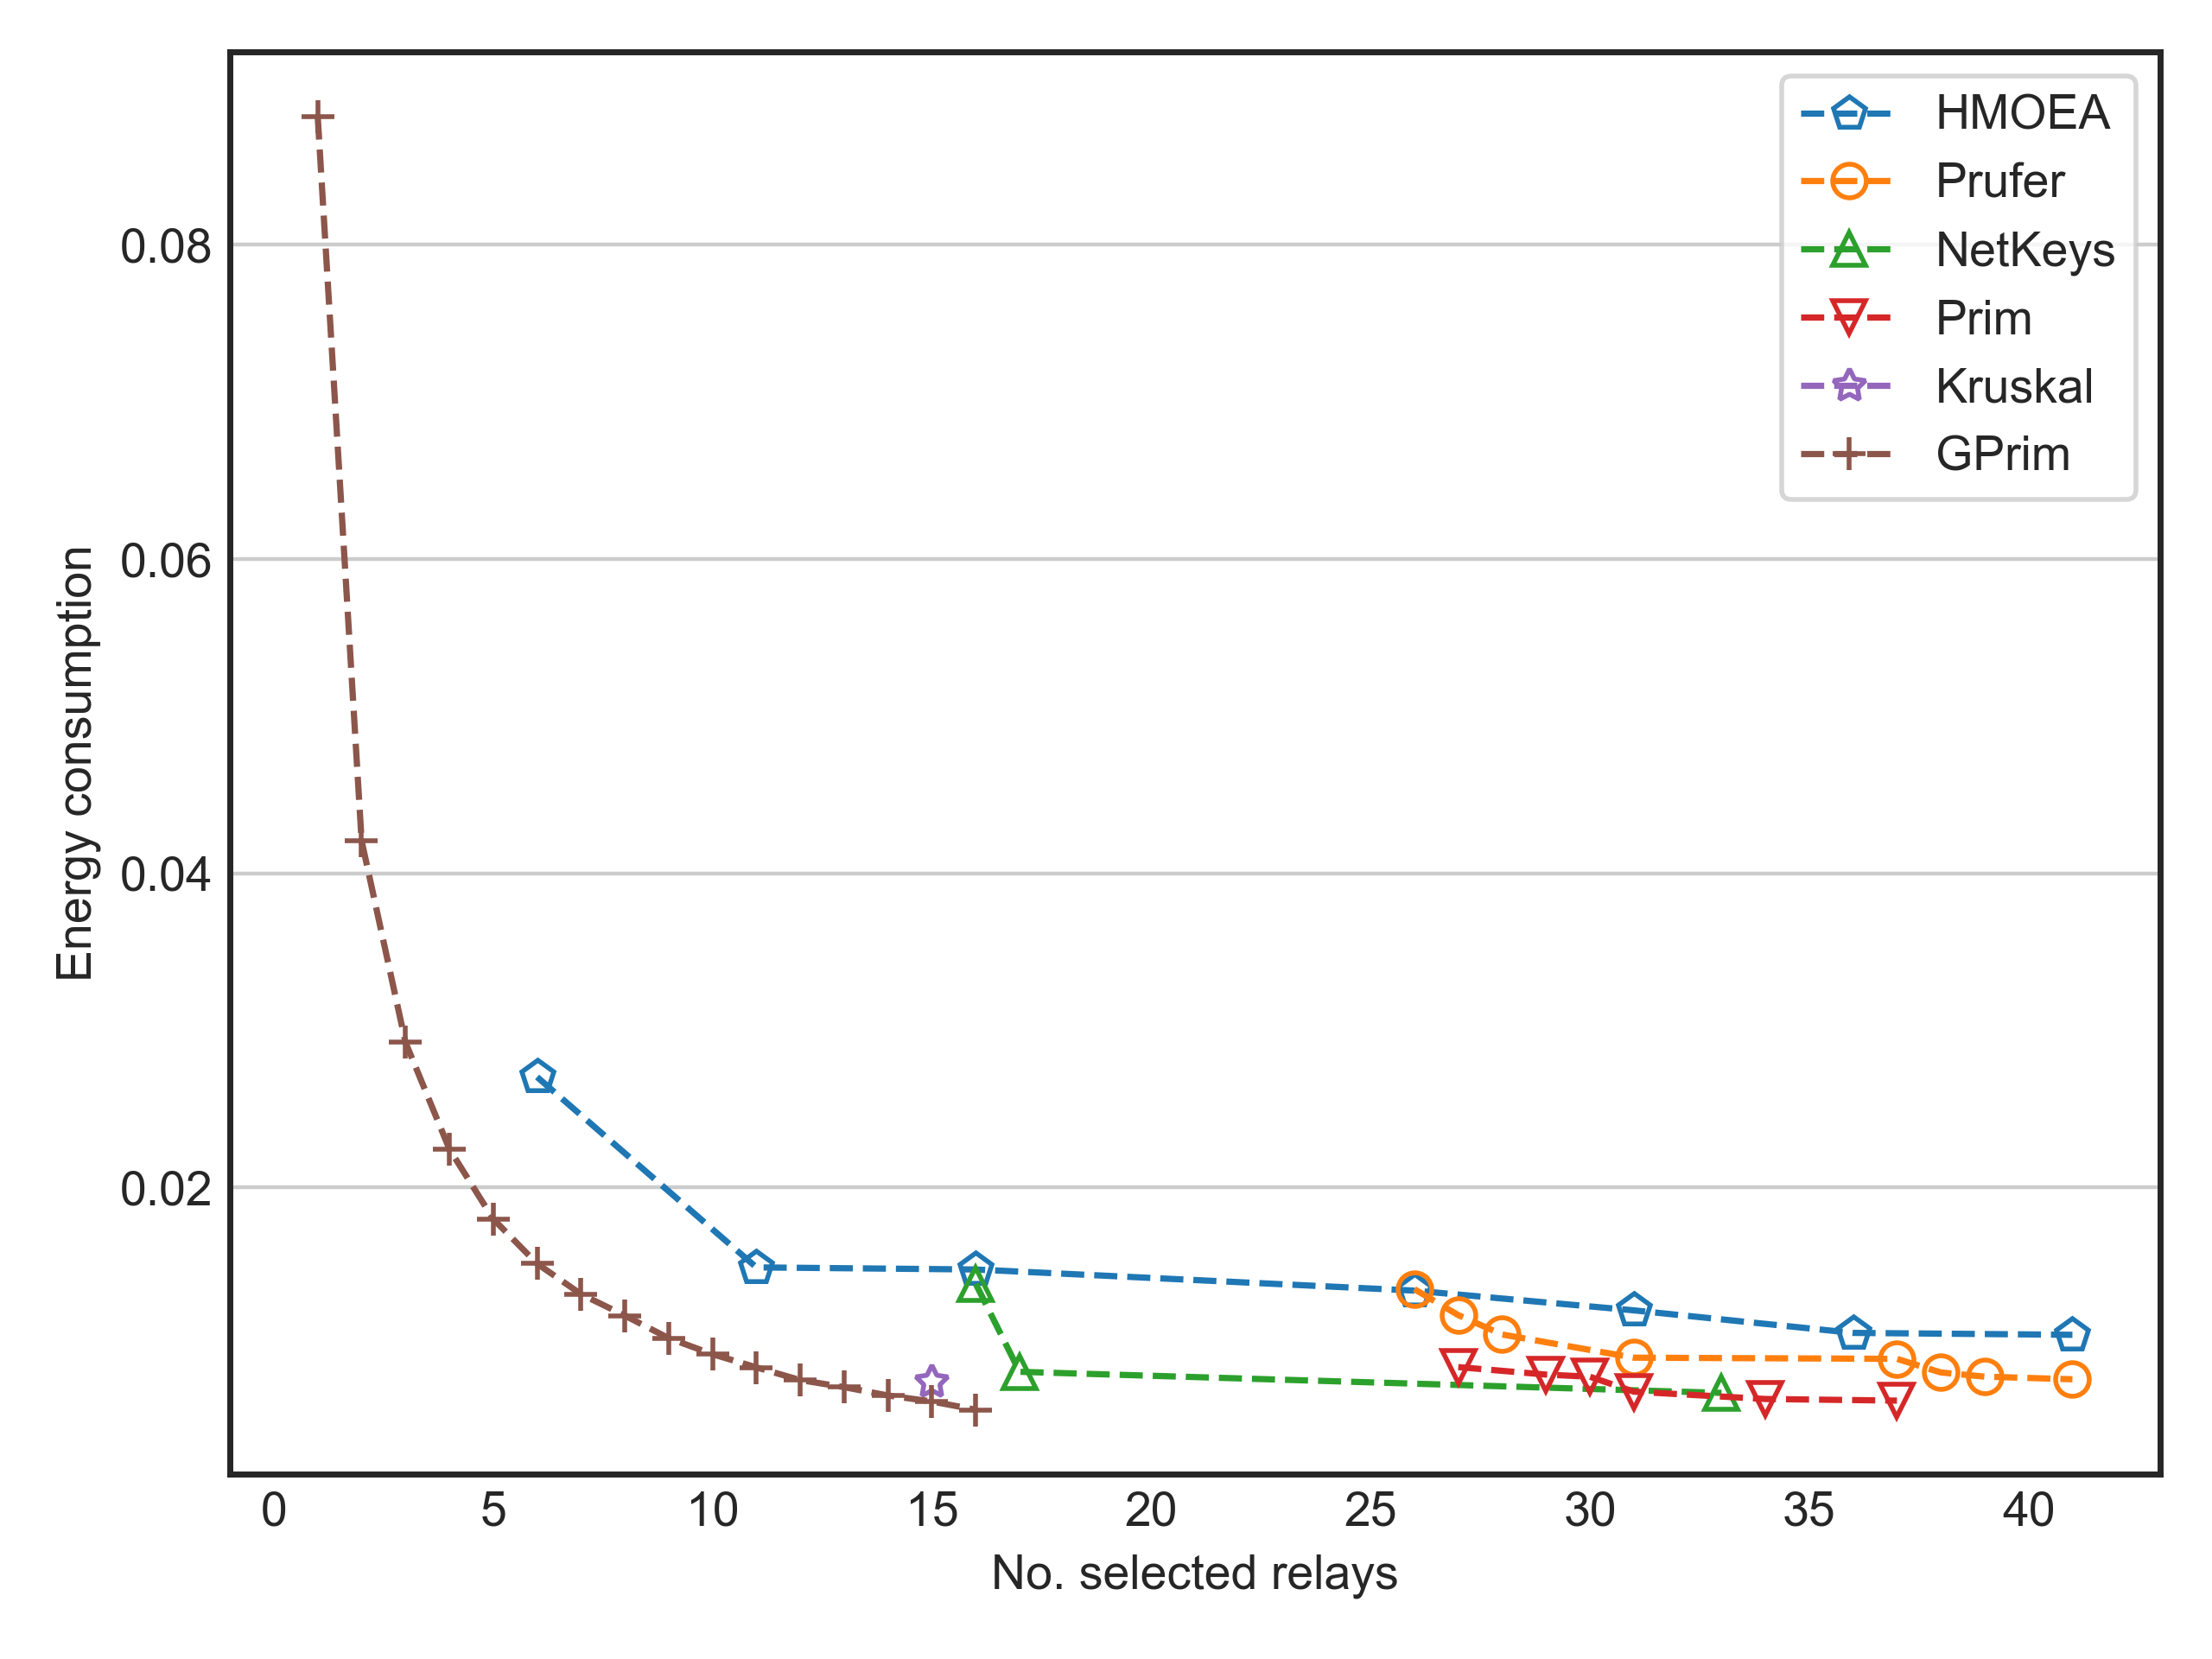 HMOEA
Prufer
NetKeys
Prim
Kruskal
GPrim
0.08
0.06
0.04
0.02
Energy consumption
0 5 10 15 20 25 30 35 40
No. selected relays